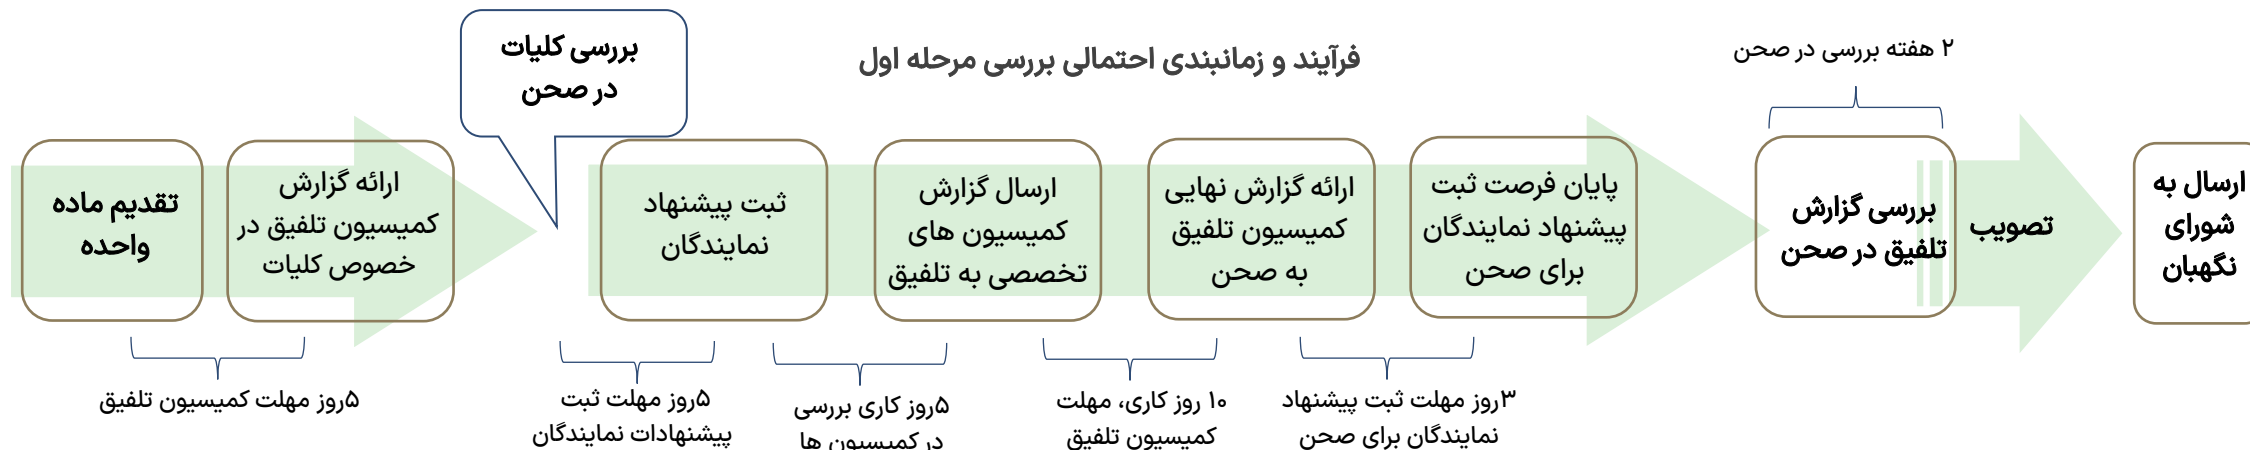 فرآیند و زمانبندی احتمالی بررسی مرحله اول
تقدیم ماده
واحده
ارائه گزارش
کمیسیون تلفیق در
خصوص کلیات
۵روز مهلت کمیسیون تلفیق
بررسی کلیات
در صحن
ثبت پیشنهاد
نمایندگان
۵روز مهلت ثبت
پیشنهادات نمایندگان
ارسال گزارش
کمیسیون های
تخصصی به تلفیق
۵روز کاری بررسی
در کمیسیون ها
ارائه گزارش نهایی
کمیسیون تلفیق
به صحن
۱۰ روز کاری، مهلت
کمیسیون تلفیق
پایان فرصت ثبت
پیشنهاد نمایندگان
برای صحن
۳روز مهلت ثبت پیشنهاد
نمایندگان برای صحن
۲ هفته بررسی در صحن
بررسی گزارش
تلفیق در صحن
تصویب
ارسال به
شورای
نگهبان